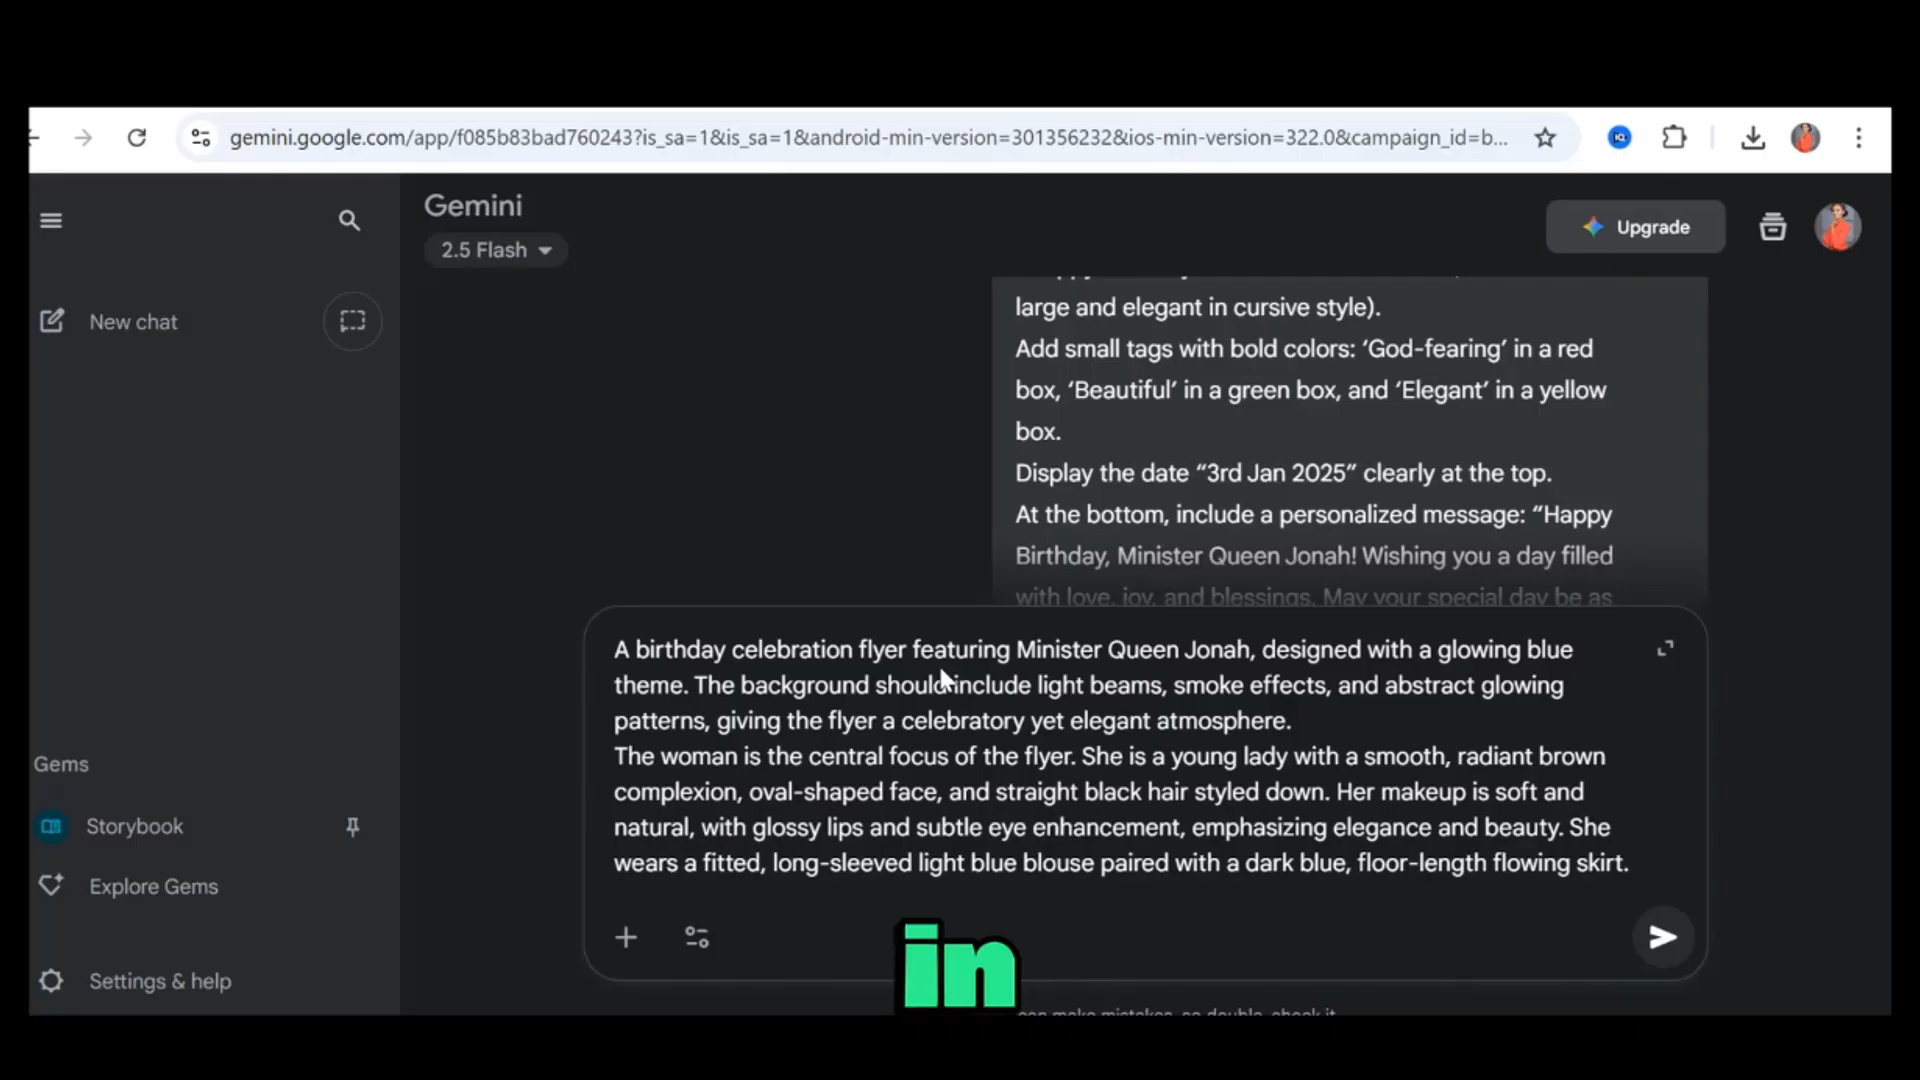 gemini.google.com/app/f085b83bad760243?is_sa=1&is_sa=1&android-min-version=301356232&ios-min-version=322.0&campaign_id=b...
Gemini
2.5 Flash
Upgrade
New chat
large and elegant in cursive style).
Add small tags with bold colors: ‘God-fearing’ in a red
box, ‘Beautiful’ in a green box, and ‘Elegant’ in a yellow
box.
Display the date “3rd Jan 2025” clearly at the top.
At the bottom, include a personalized message: “Happy
Birthday, Minister Queen Jonah! Wishing you a day filled
with love, joy, and blessings. May your special day be as
A birthday celebration flyer featuring Minister Queen Jonah, designed with a glowing blue
theme. The background should include light beams, smoke effects, and abstract glowing
patterns, giving the flyer a celebratory yet elegant atmosphere.
The woman is the central focus of the flyer. She is a young lady with a smooth, radiant brown
complexion, oval-shaped face, and straight black hair styled down. Her makeup is soft and
natural, with glossy lips and subtle eye enhancement, emphasizing elegance and beauty. She
wears a fitted, long-sleeved light blue blouse paired with a dark blue, floor-length flowing skirt.
Gems
Storybook
Explore Gems
Settings & help
in
can make mistakes, so double-check it